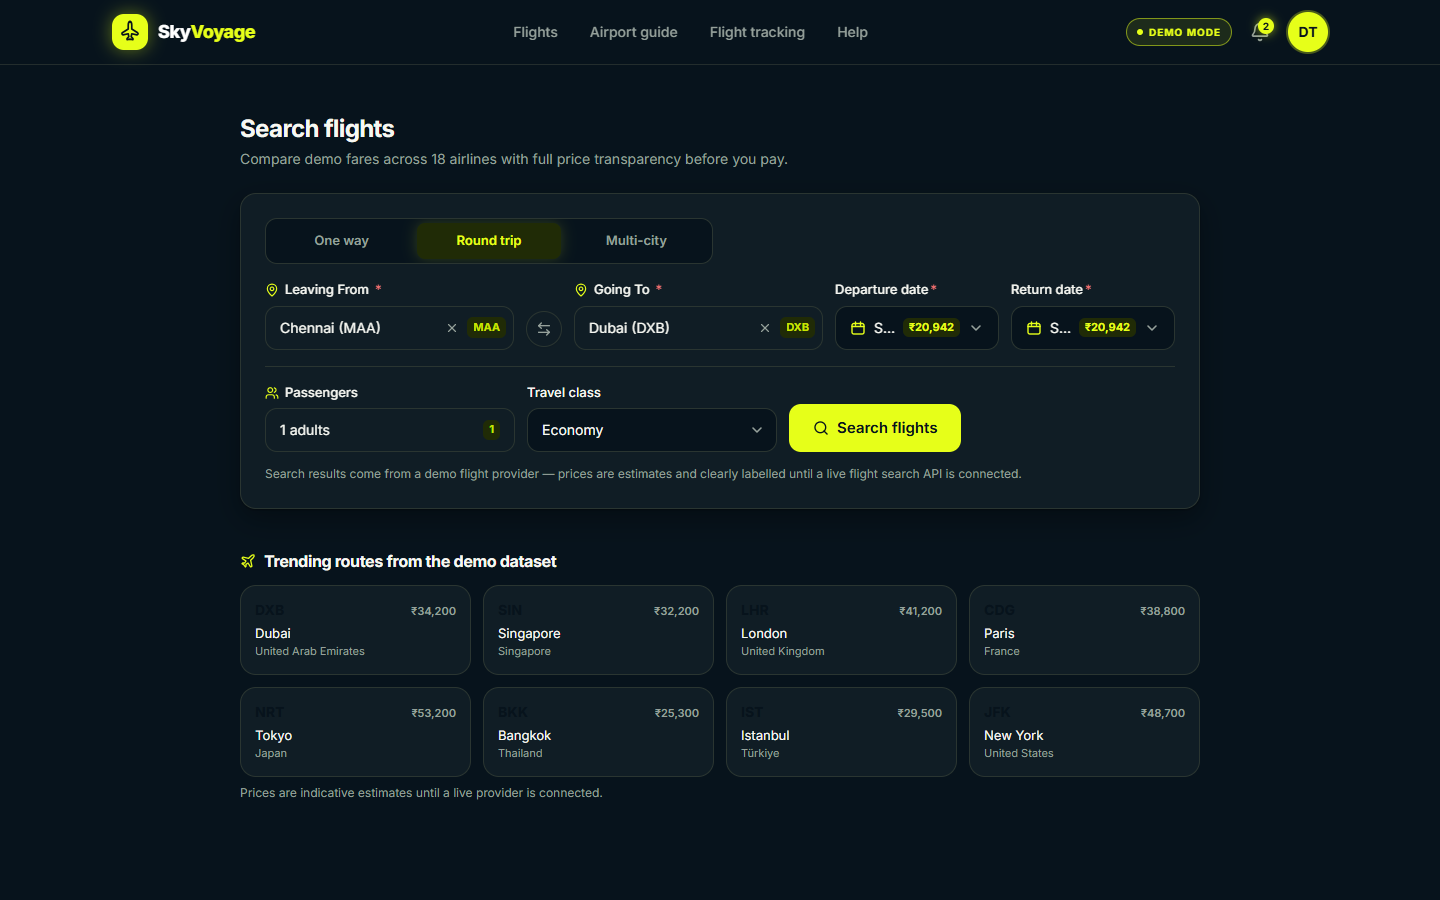 SkyVoyage
Flights
Airport guide
Flight tracking
Help
DEMO MODE
2
DT
Search flights
Compare demo fares across 18 airlines with full price transparency before you pay.
One way
Round trip
Multi-city
Leaving From *
Going To *
Departure date*
Return date*
Chennai (MAA)
MAA
Dubai (DXB)
DXB
S... ₹20,942
S... ₹20,942
Passengers
Travel class
1 adults
1
Economy
Search flights
Search results come from a demo flight provider — prices are estimates and clearly labelled until a live flight search API is connected.
Trending routes from the demo dataset
DXB
₹34,200
Dubai
United Arab Emirates
SIN
₹32,200
Singapore
Singapore
LHR
₹41,200
London
United Kingdom
CDG
₹38,800
Paris
France
NRT
₹53,200
Tokyo
Japan
BKK
₹25,300
Bangkok
Thailand
IST
₹29,500
Istanbul
Türkiye
JFK
₹48,700
New York
United States
Prices are indicative estimates until a live provider is connected.